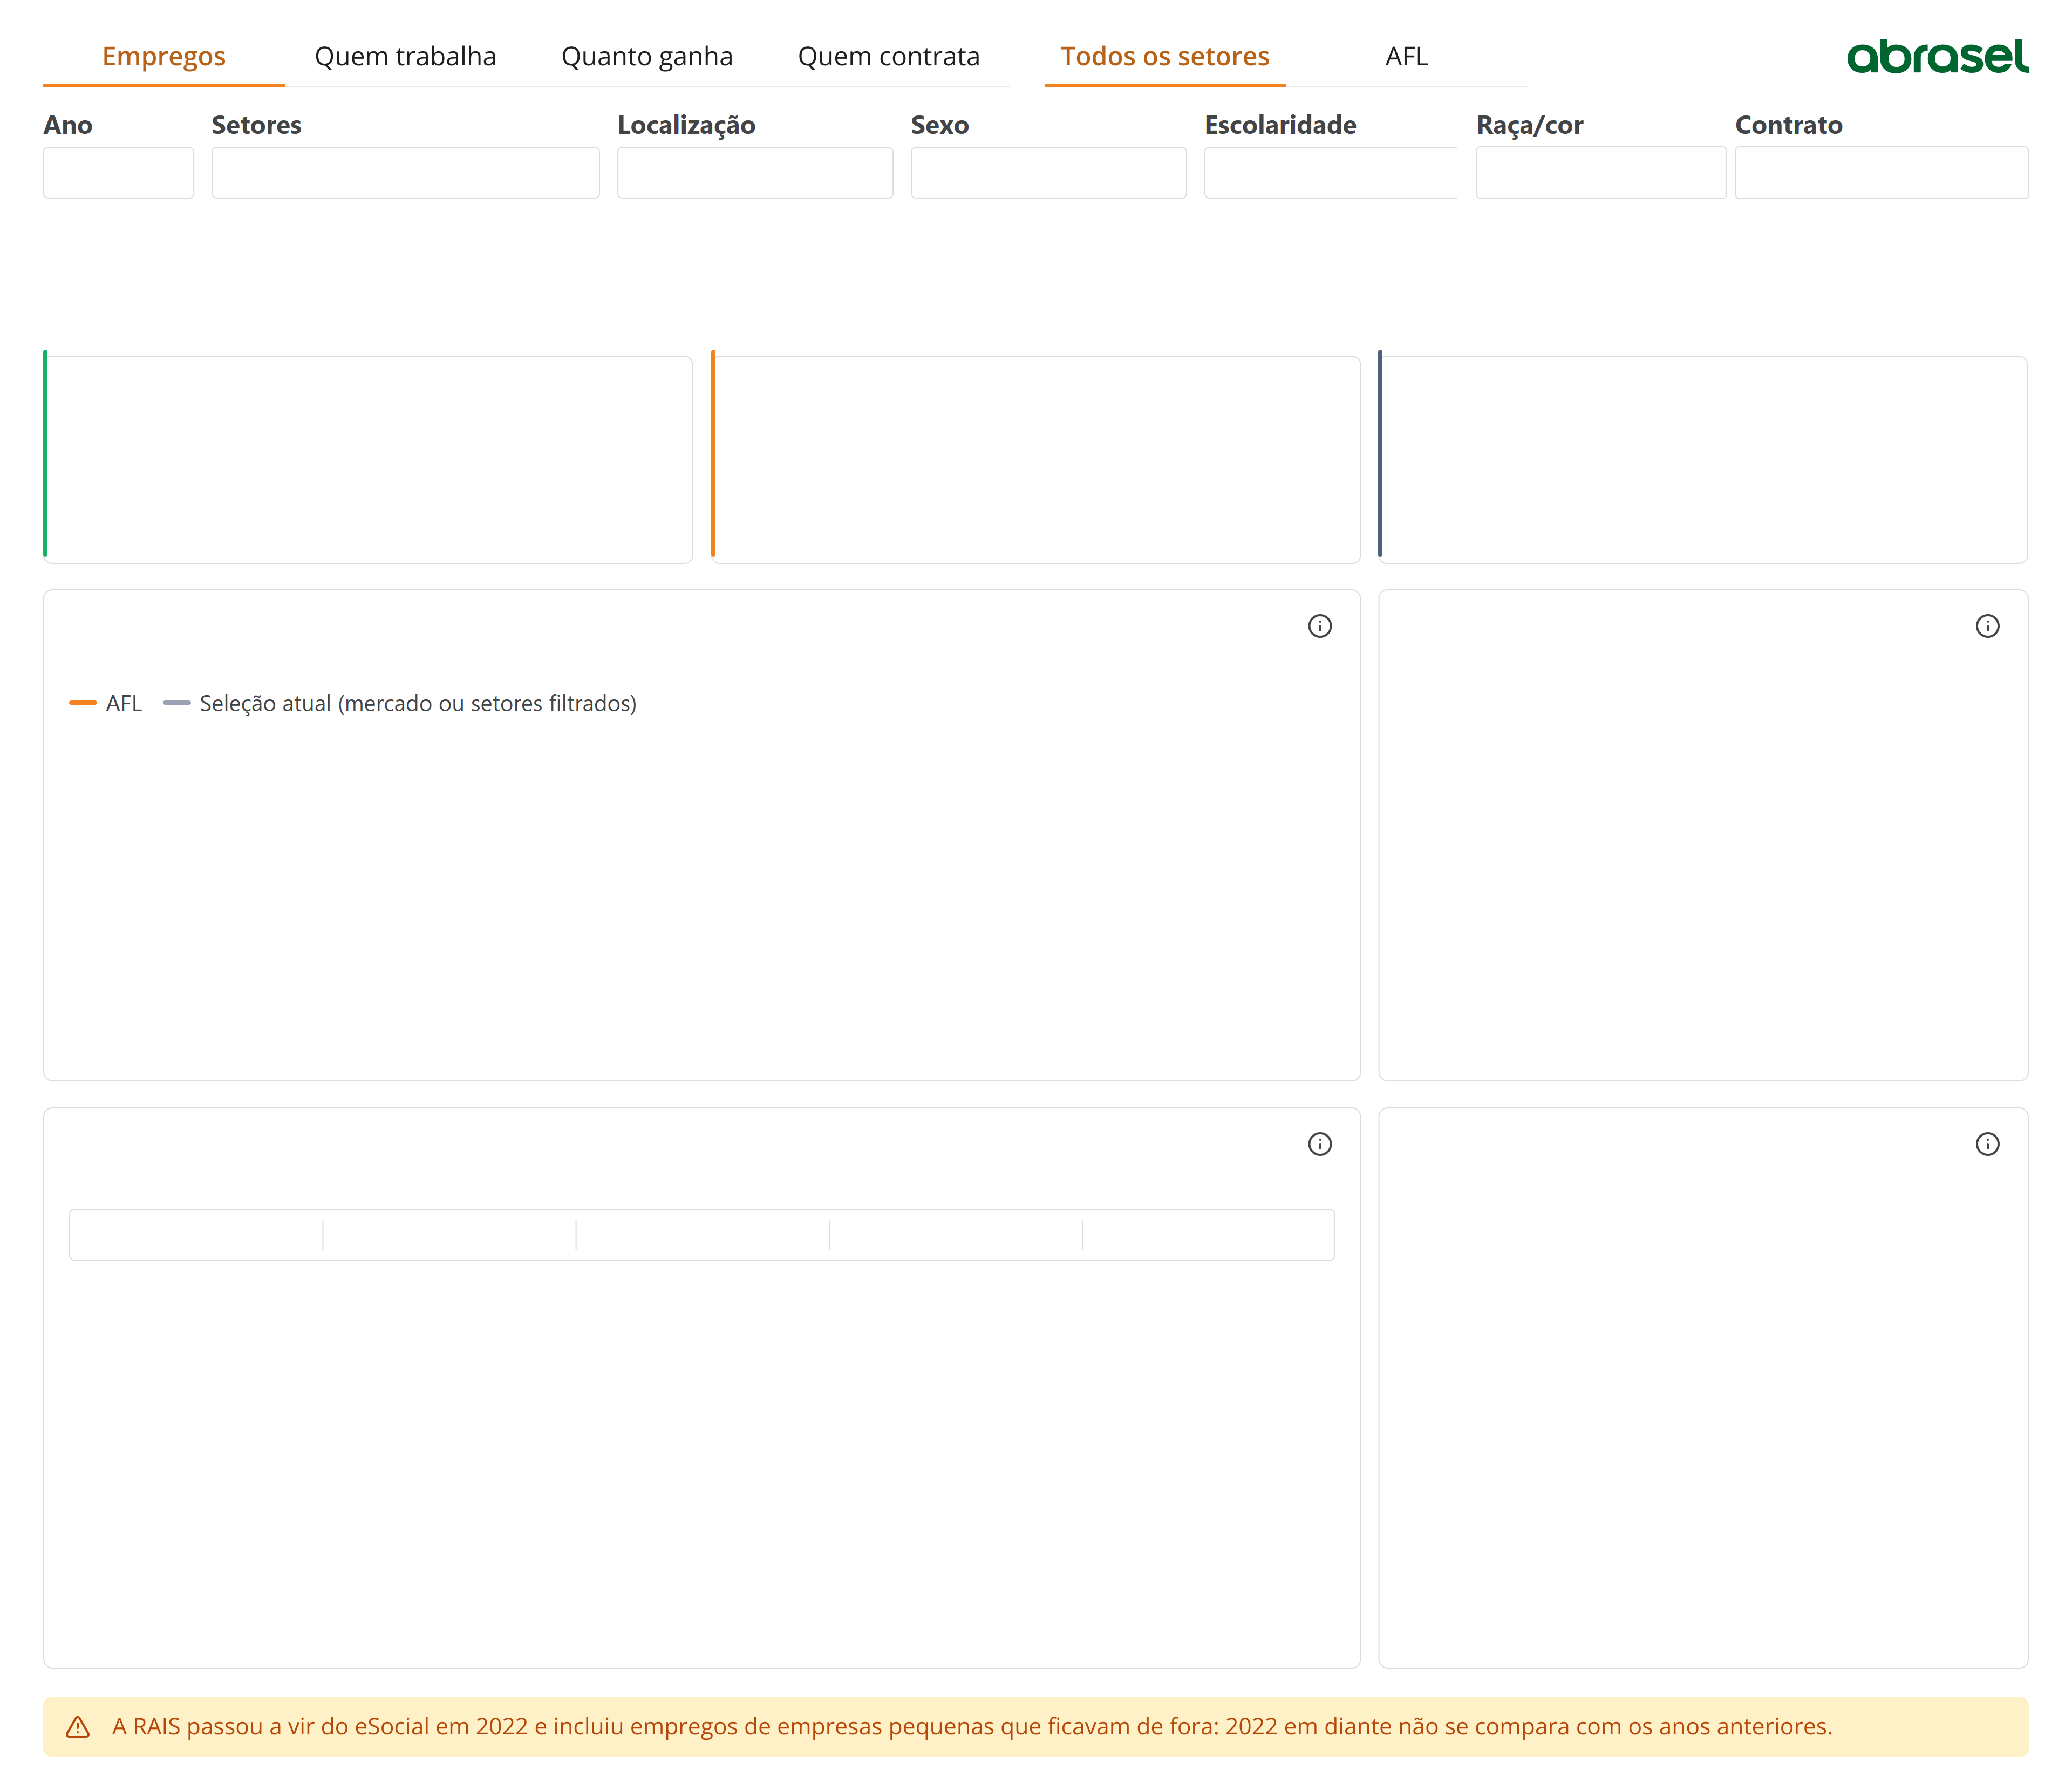 Empregos Quem trabalha Quanto ganha Quem contrata Todos os setores AFL abrasel
Ano Setores Localização Sexo Escolaridade Raça/cor Contrato
AFL Seleção atual (mercado ou setores filtrados)
A RAIS passou a vir do eSocial em 2022 e incluiu empregos de empresas pequenas que ficavam de fora: 2022 em diante não se compara com os anos anteriores.